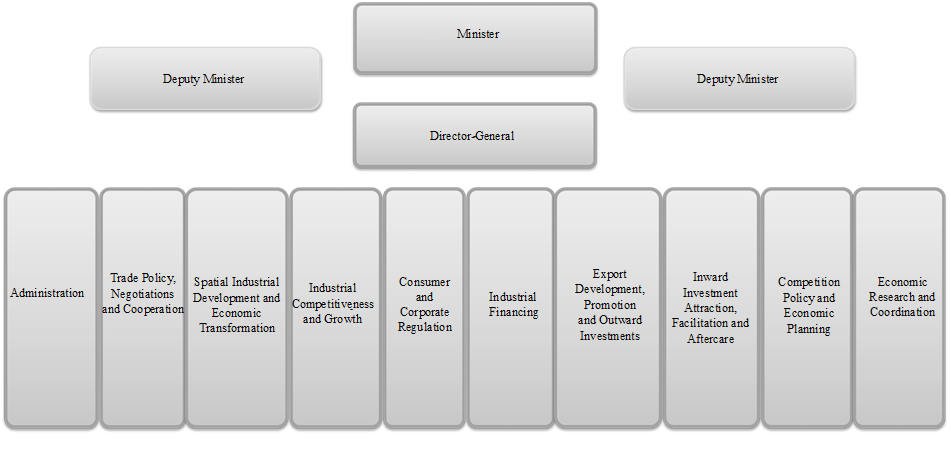 Minister
Deputy Minister
Deputy Minister
Director-General
Administration
Trade Policy,
Negotiations
and Cooperation
Spatial Industrial
Development and
Economic
Transformation
Industrial
Competitiveness
and Growth
Consumer
and
Corporate
Regulation
Industrial
Financing
Export
Development,
Promotion
and Outward
Investments
Inward
Investment
Attraction,
Facilitation and
Aftercare
Competition
Policy and
Economic
Planning
Economic
Research and
Coordination